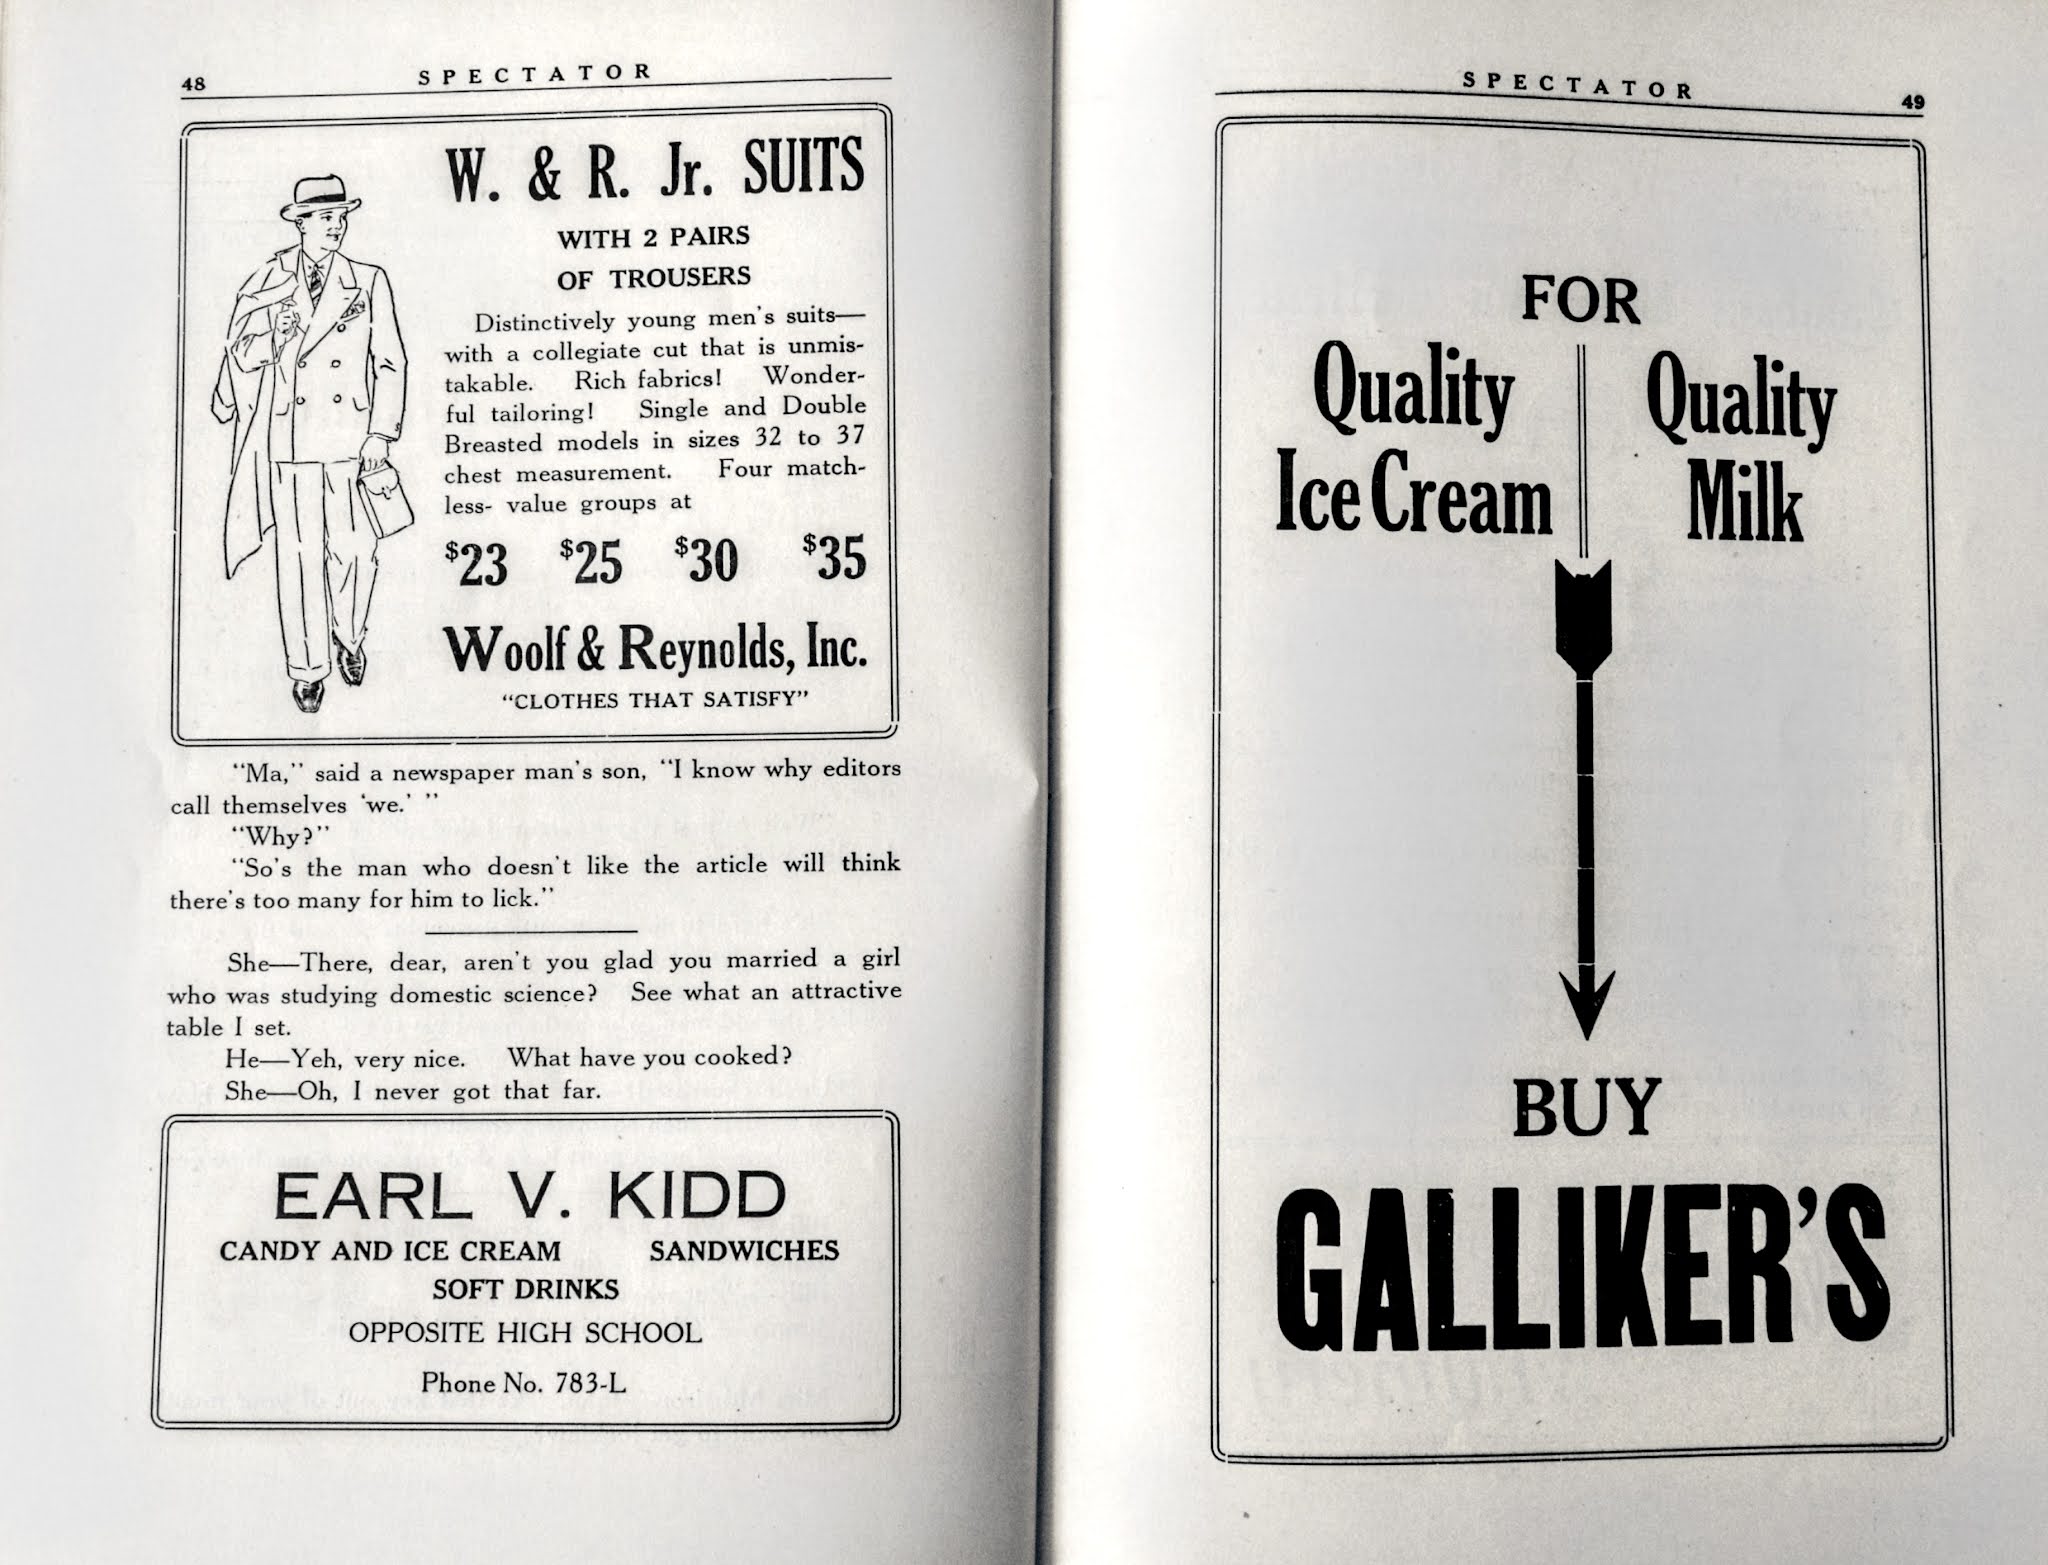 48
SPECTATOR
W. & R. Jr. SUITS
WITH 2 PAIRS
OF TROUSERS
Distinctively young men's suits—
with a collegiate cut that is unmis-
takable. Rich fabrics! Wonder-
ful tailoring! Single and Double
Breasted models in sizes 32 to 37
chest measurement. Four match-
less- value groups at
$23 $25 $30 $35
Woolf & Reynolds, Inc.
"CLOTHES THAT SATISFY"
"Ma," said a newspaper man's son, "I know why editors
call themselves 'we.' "
"Why?"
"So's the man who doesn't like the article will think
there's too many for him to lick."
She—There, dear, aren't you glad you married a girl
who was studying domestic science? See what an attractive
table I set.
He—Yeh, very nice. What have you cooked?
She—Oh, I never got that far.
EARL V. KIDD
CANDY AND ICE CREAM SANDWICHES
SOFT DRINKS
OPPOSITE HIGH SCHOOL
Phone No. 783-L
SPECTATOR
49
FOR
Quality
Ice Cream
Quality
Milk
BUY
GALLIKER'S